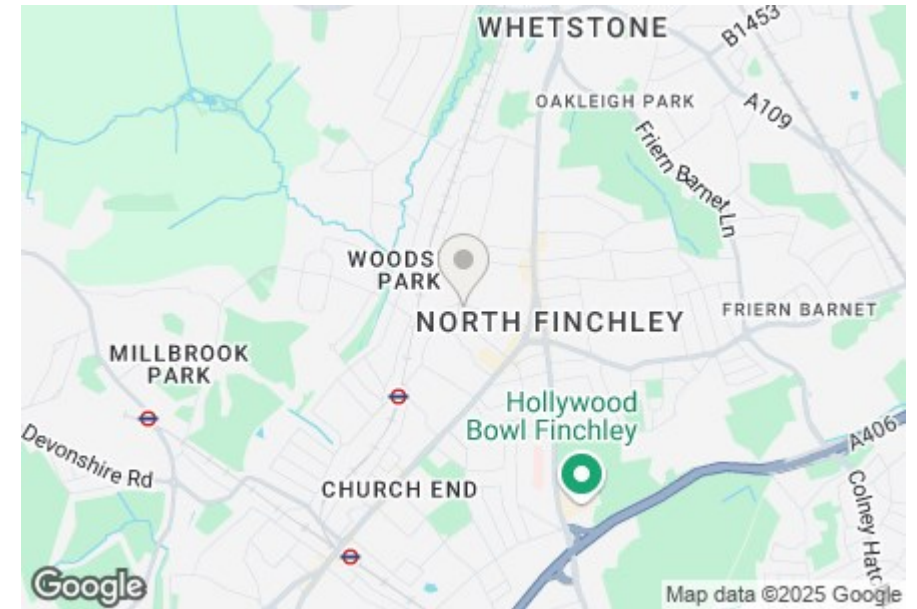 WHETSTONE
B1453
OAKLEIGH PARK
A109
Friern Barnet Ln
WOODS
PARK
NORTH FINCHLEY
FRIERN BARNET
MILLBROOK
PARK
Hollywood
Bowl Finchley
A406
Devonshire Rd
CHURCH END
Colney Hatc
Google
Map data ©2025 Google